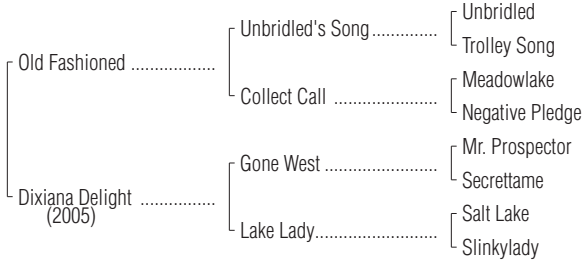 Unbridled
Unbridled's Song..............
Trolley Song
Old Fashioned ..................
Meadowlake
Collect Call ......................
Negative Pledge
Mr. Prospector
Gone West ........................
Secrettame
Dixiana Delight ................
(2005)
Salt Lake
Lake Lady..........................
Slinkylady